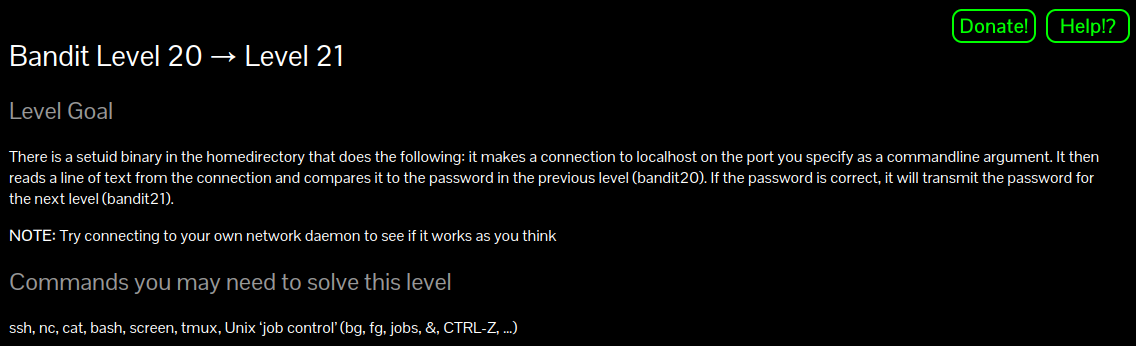 Donate! Help!?
Bandit Level 20 → Level 21
Level Goal
There is a setuid binary in the homedirectory that does the following: it makes a connection to localhost on the port you specify as a commandline argument. It then
reads a line of text from the connection and compares it to the password in the previous level (bandit20). If the password is correct, it will transmit the password for
the next level (bandit21).
NOTE: Try connecting to your own network daemon to see if it works as you think
Commands you may need to solve this level
ssh, nc, cat, bash, screen, tmux, Unix ‘job control’ (bg, fg, jobs, &, CTRL-Z, …)